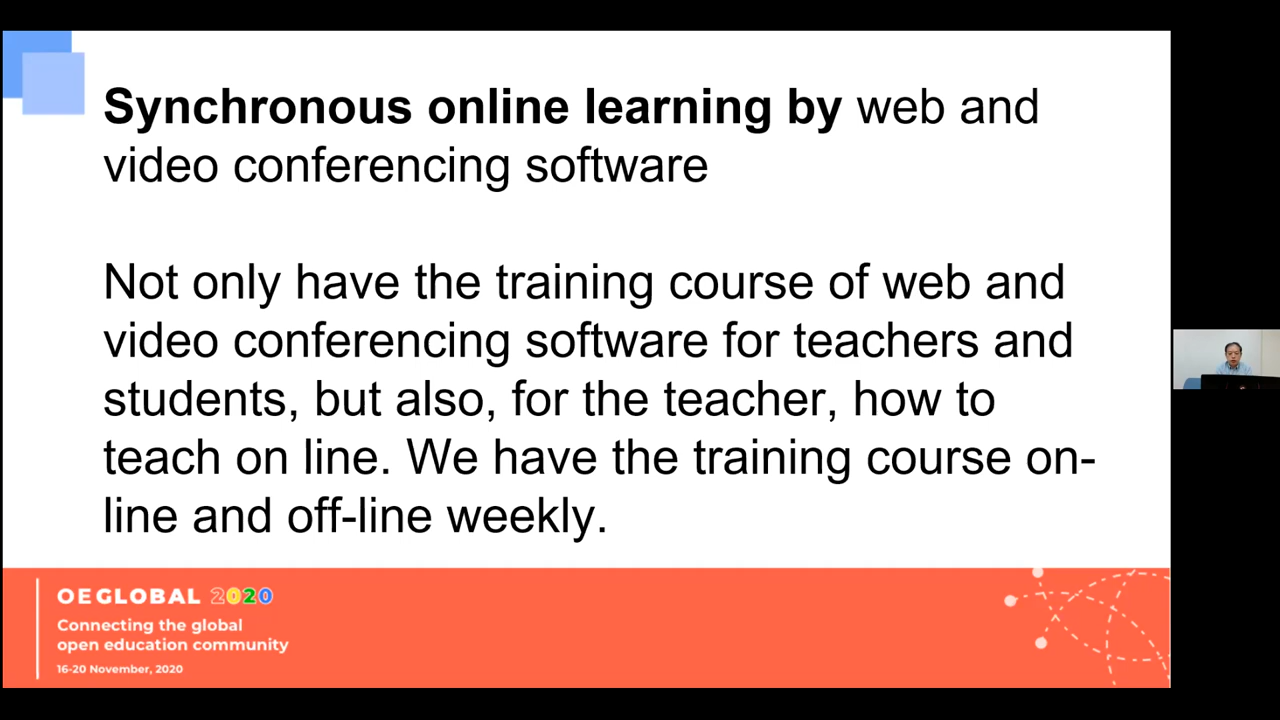 Synchronous online learning by web and
video conferencing software
Not only have the training course of web and
video conferencing software for teachers and
students, but also, for the teacher, how to
teach on line. We have the training course on-
line and off-line weekly.
OEGLOBAL 2020
Connecting the global
open education community
16-20 November, 2020